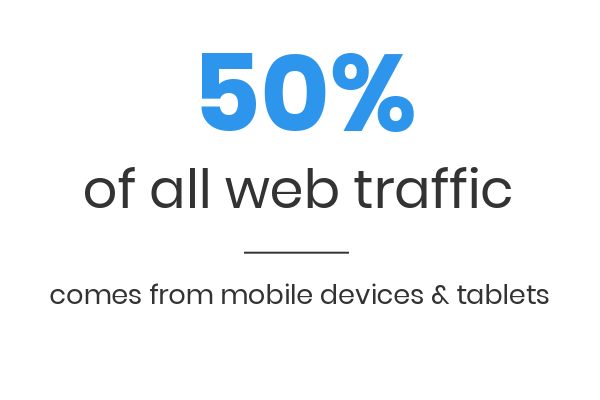 50%
of all web traffic
comes from mobile devices & tablets